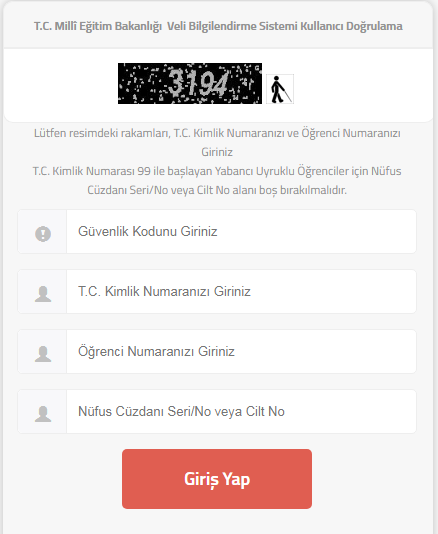 T.C. Millî Eğitim Bakanlığı Veli Bilgilendirme Sistemi Kullanıcı Doğrulama
3194
Lütfen resimdeki rakamları, T.C. Kimlik Numaranızı ve Öğrenci Numaranızı
Giriniz
T.C. Kimlik Numarası 99 ile başlayan Yabancı Uyruklu Öğrenciler için Nüfus
Cüzdanı Seri/No veya Cilt No alanı boş bırakılmalıdır.
Güvenlik Kodunu Giriniz
T.C. Kimlik Numaranızı Giriniz
Öğrenci Numaranızı Giriniz
Nüfus Cüzdanı Seri/No veya Cilt No
Giriş Yap